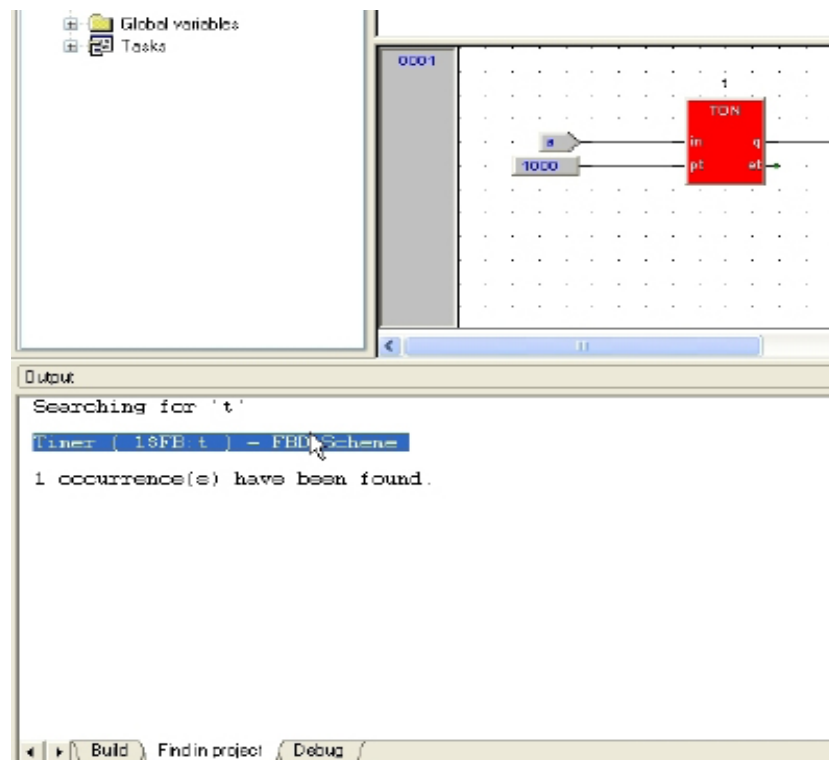 Global variables
Tasks
0001
TON
in q
pt et
1000
Output
Searching for 't'
Timer ( 1$FB:t ) - FBD Scheme
1 occurrence(s) have been found.
Build Find in project Debug